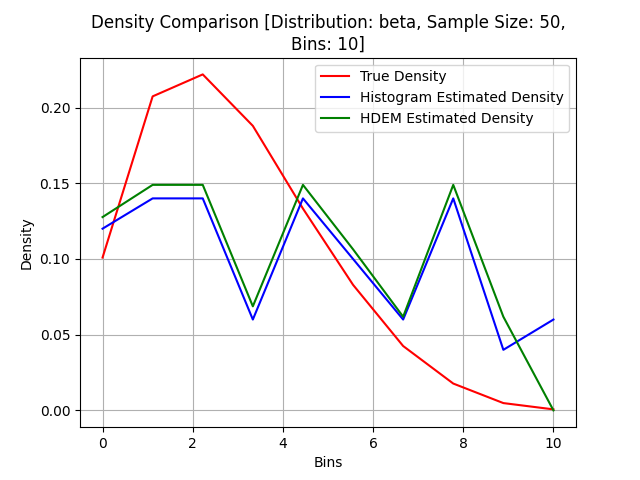 Density Comparison [Distribution: beta, Sample Size: 50,
Bins: 10]
True Density
Histogram Estimated Density
HDEM Estimated Density
Density
0.20
0.15
0.10
0.05
0.00
0 2 4 6 8 10
Bins